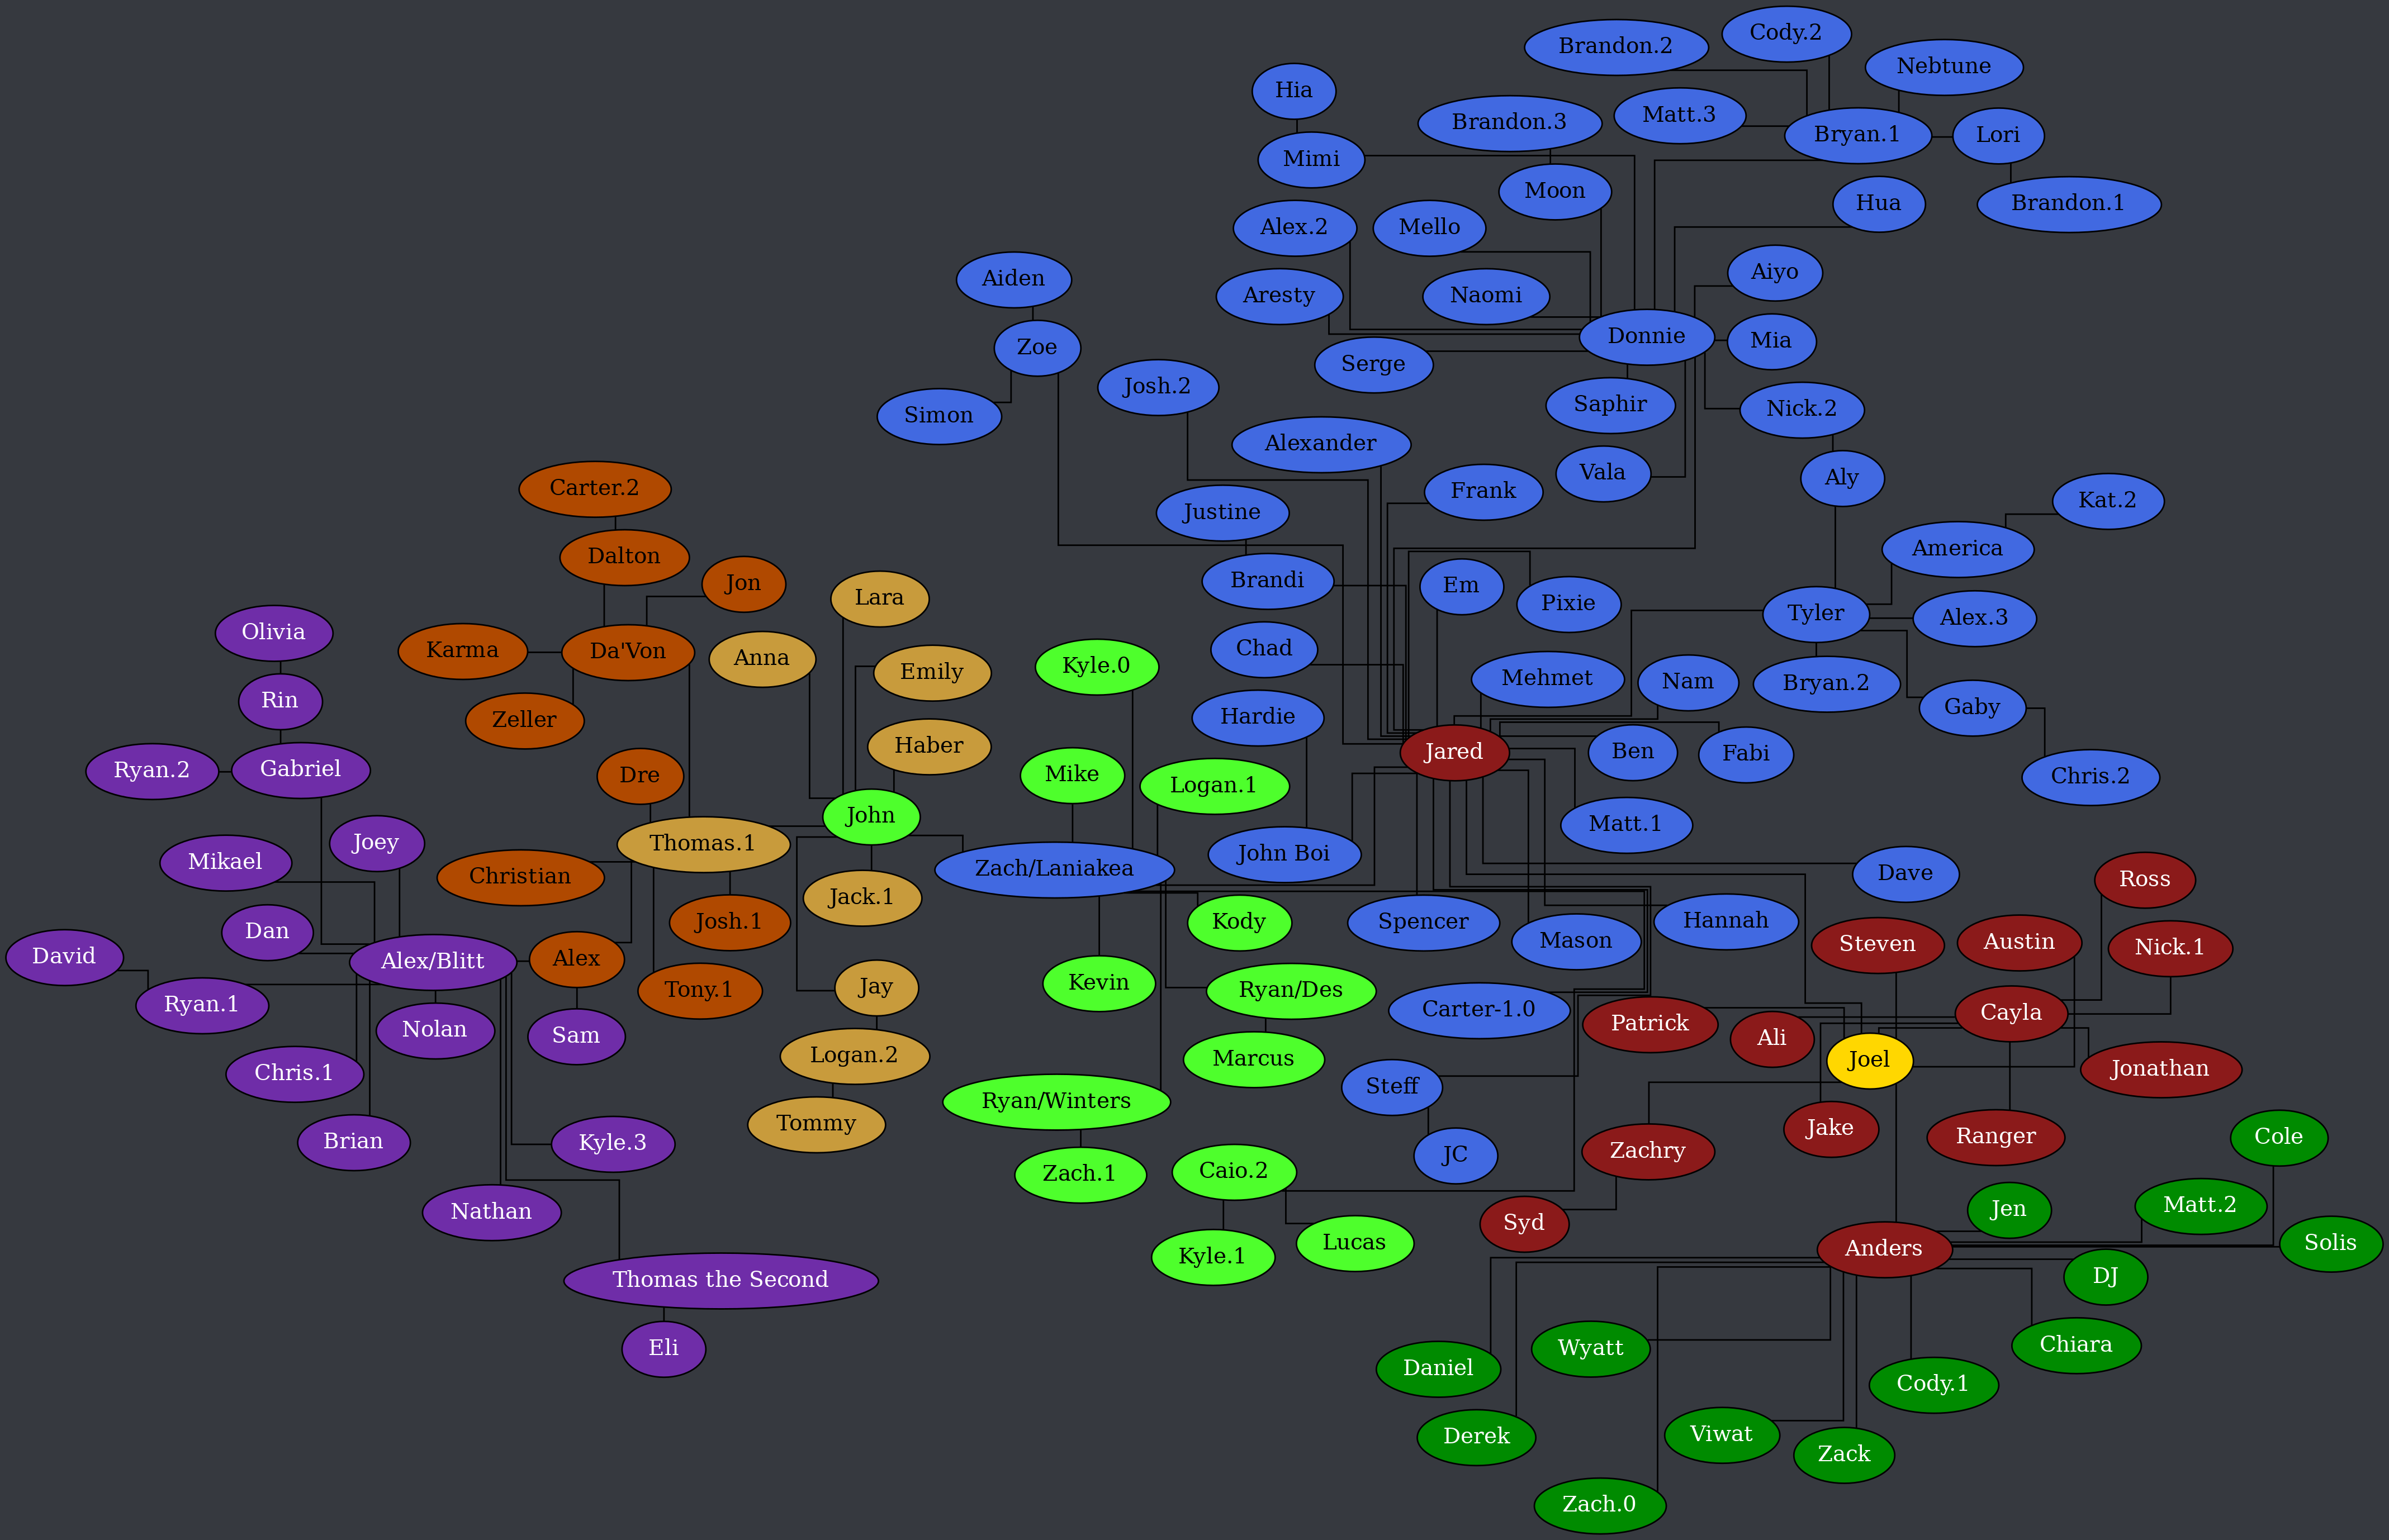 Cody.2
Brandon.2
Nebtune
Hia
Matt.3
Brandon.3
Bryan.1
Lori
Mimi
Moon
Hua
Brandon.1
Alex.2
Mello
Aiyo
Aiden
Aresty
Naomi
Donnie
Mia
Zoe
Serge
Josh.2
Saphir
Nick.2
Simon
Alexander
Vala
Aly
Carter.2
Frank
Kat.2
Justine
America
Dalton
Brandi
Jon
Em
Lara
Pixie
Tyler
Alex.3
Olivia
Karma
Da'Von
Anna
Chad
Kyle.0
Emily
Mehmet
Nam
Bryan.2
Rin
Zeller
Hardie
Gaby
Haber
Jared
Ben
Fabi
Ryan.2
Gabriel
Dre
Mike
Logan.1
Chris.2
John
Matt.1
Joey
Thomas.1
John Boi
Mikael
Christian
Zach/Laniakea
Dave
Ross
Jack.1
Dan
Josh.1
Kody
Spencer
Hannah
Mason
Steven
Austin
Nick.1
David
Alex/Blitt
Alex
Kevin
Jay
Ryan/Des
Tony.1
Ryan.1
Carter-1.0
Patrick
Cayla
Nolan
Sam
Ali
Logan.2
Marcus
Joel
Jonathan
Chris.1
Steff
Ryan/Winters
Tommy
Jake
Ranger
Cole
Brian
Kyle.3
JC
Zachry
Zach.1
Caio.2
Nathan
Syd
Jen
Matt.2
Kyle.1
Lucas
Anders
Solis
Thomas the Second
DJ
Eli
Wyatt
Chiara
Daniel
Cody.1
Derek
Viwat
Zack
Zach.0